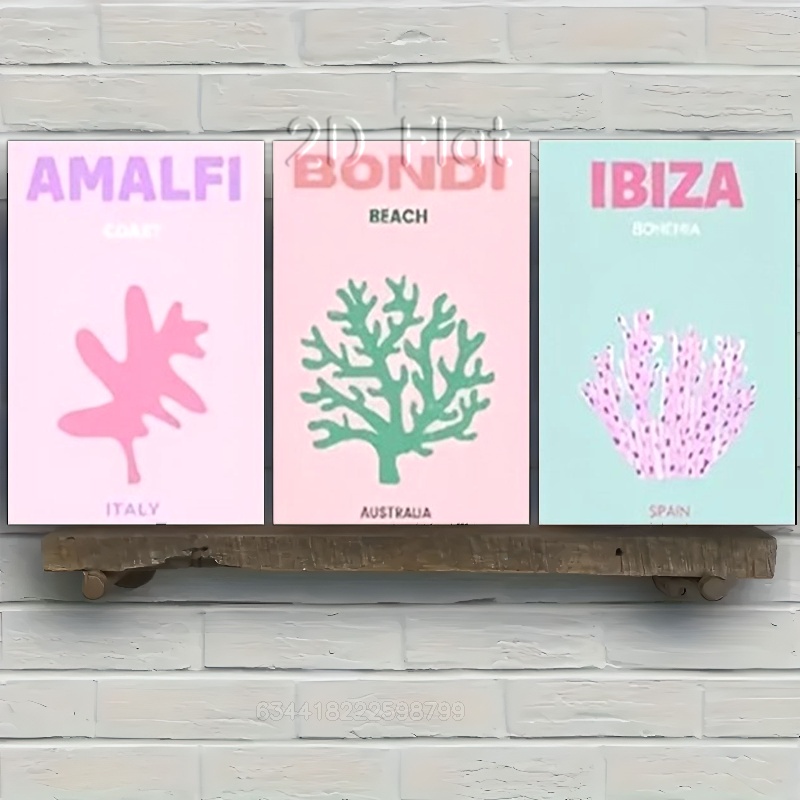 2D Flat
AMALFI
COAST
ITALY
BONDI
BEACH
AUSTRALIA
IBIZA
BOHEMIA
SPAIN
634418222598799